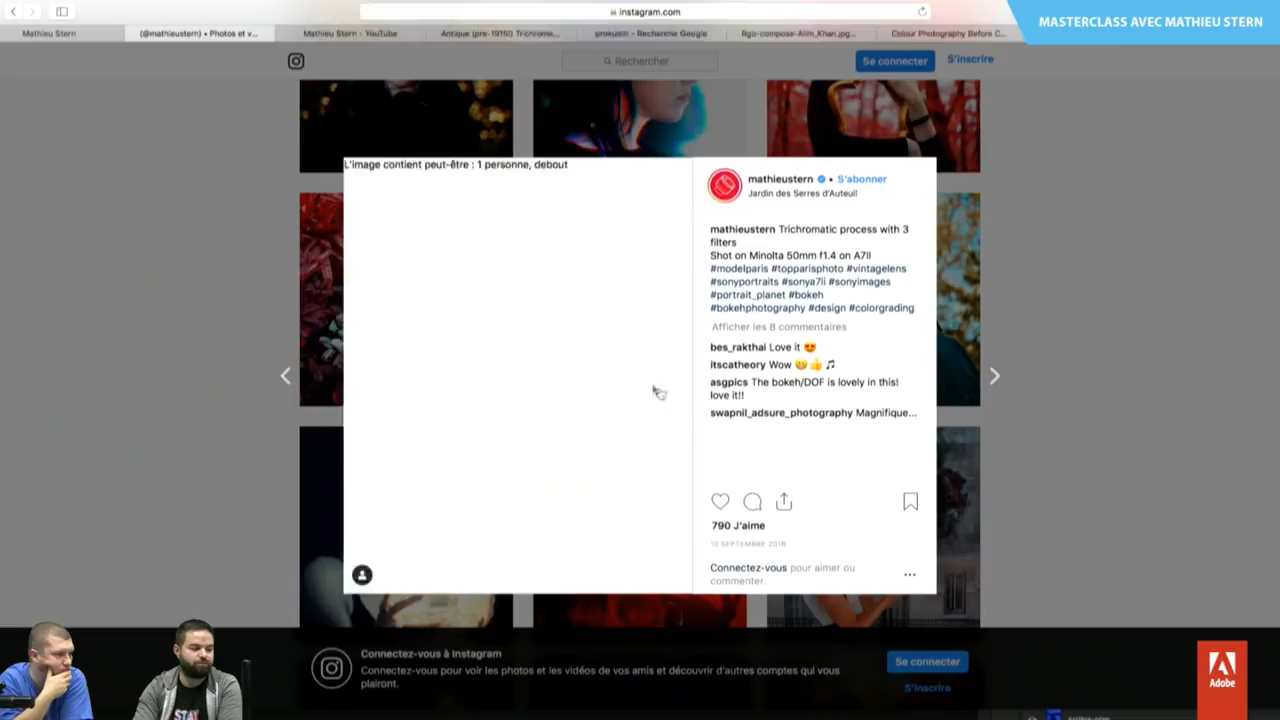 instagram.com
MASTERCLASS AVEC MATHIEU STERN
Mathieu Stern
(@mathieustern) • Photos et v...
Mathieu Stern - YouTube
Antique (pre-1915) Trichrome...
prokustin - Recherche Google
Rgb-compose-Alim_Khan.jpg...
Colour Photography Before C...
Rechercher
Se connecter
S'inscrire
L'image contient peut-être : 1 personne, debout
mathieustern • S'abonner
Jardin des Serres d'Auteuil
mathieustern Trichromatic process with 3
filters
Shot on Minolta 50mm f1.4 on A7II
#modelparis #topparisphoto #vintagelens
#sonyportraits #sonya7ii #sonyimages
#portrait_planet #bokeh
#bokehphotography #design #colorgrading
Afficher les 8 commentaires
bes_rakthai Love it 😍
itscatheory Wow 😄👍🎵
asgpics The bokeh/DOF is lovely in this!
love it!!
swapnil_adsure_photography Magnifique...
790 J'aime
10 SEPTEMBRE 2018
Connectez-vous pour aimer ou
commenter.
Connectez-vous à Instagram
Connectez-vous pour voir les photos et les vidéos de vos amis et découvrir d'autres comptes qui vous
plairont.
Se connecter
S'inscrire
Adobe